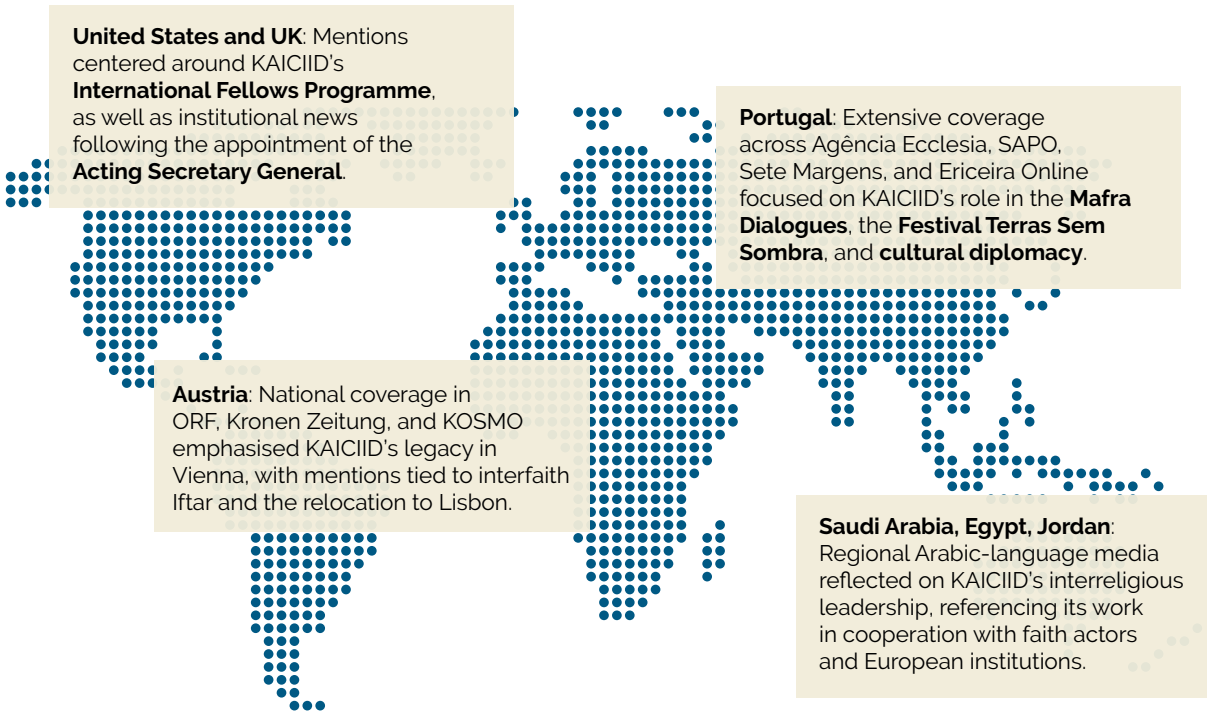 United States and UK: Mentions
centered around KAICIID's
International Fellows Programme,
as well as institutional news
following the appointment of the
Acting Secretary General.
Portugal: Extensive coverage
across Agência Ecclesia, SAPO,
Sete Margens, and Ericeira Online
focused on KAICIID's role in the Mafra
Dialogues, the Festival Terras Sem
Sombra, and cultural diplomacy.
Austria: National coverage in
ORF, Kronen Zeitung, and KOSMO
emphasised KAICIID's legacy in
Vienna, with mentions tied to interfaith
Iftar and the relocation to Lisbon.
Saudi Arabia, Egypt, Jordan:
Regional Arabic-language media
reflected on KAICIID's interreligious
leadership, referencing its work
in cooperation with faith actors
and European institutions.